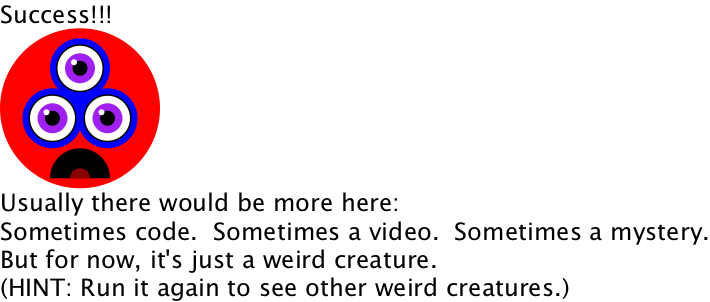 Success!!!
Usually there would be more here:
Sometimes code.  Sometimes a video.  Sometimes a mystery.
But for now, it's just a weird creature.
(HINT: Run it again to see other weird creatures.)